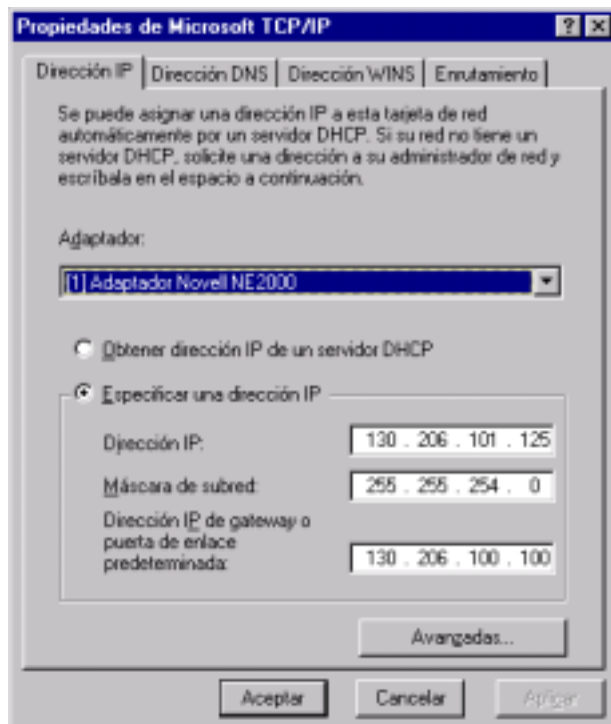 Propiedades de Microsoft TCP/IP
Dirección IP Dirección DNS Dirección WINS Enrutamiento
Se puede asignar una dirección IP a esta tarjeta de red
automáticamente por un servidor DHCP. Si su red no tiene un
servidor DHCP, solicite una dirección a su administrador de red y
escríbala en el espacio a continuación.
Adaptador:
[1] Adaptador Novell NE2000
Obtener dirección IP de un servidor DHCP
Especificar una dirección IP
Dirección IP: 130 . 206 . 101 . 125
Máscara de subred: 255 . 255 . 254 . 0
Dirección IP de gateway o
puerta de enlace
predeterminada: 130 . 206 . 100 . 100
Avangadas...
Aceptar Cancelar Aplicar